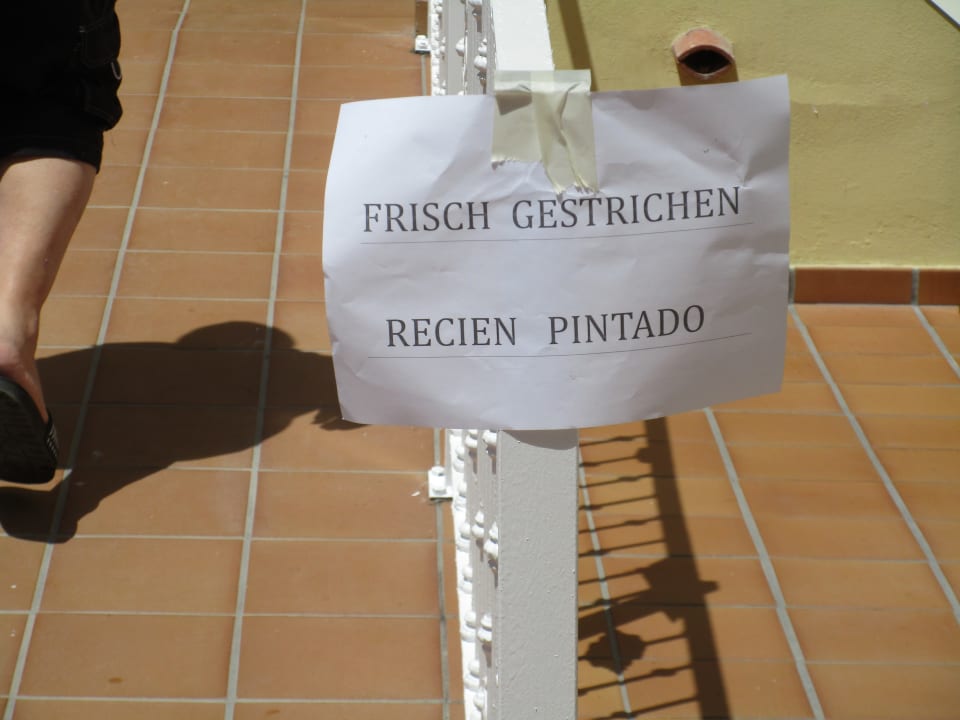 FRISCH GESTRICHEN
RECIEN PINTADO